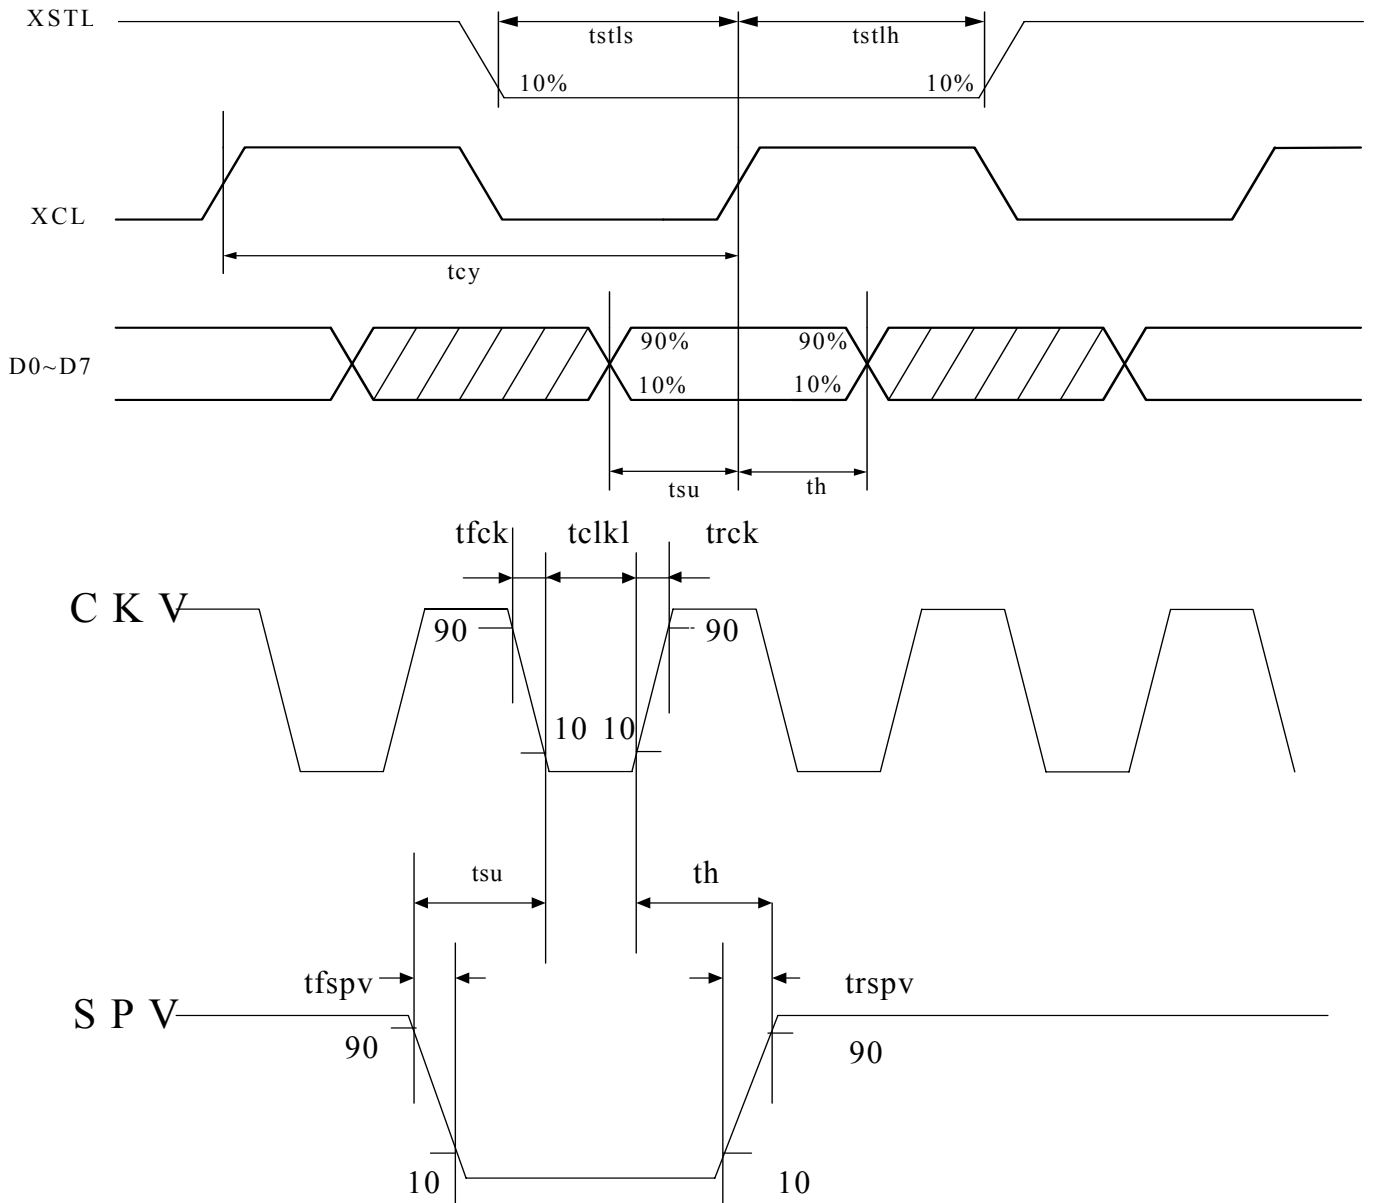 XSTL
tstls
tstlh
10%
10%
XCL
tcy
D0~D7
90%
90%
10%
10%
tsu
th
tfck
tclkl
trck
C K V
90
90
10
10
tsu
th
tfspv
trspv
S P V
90
90
10
10